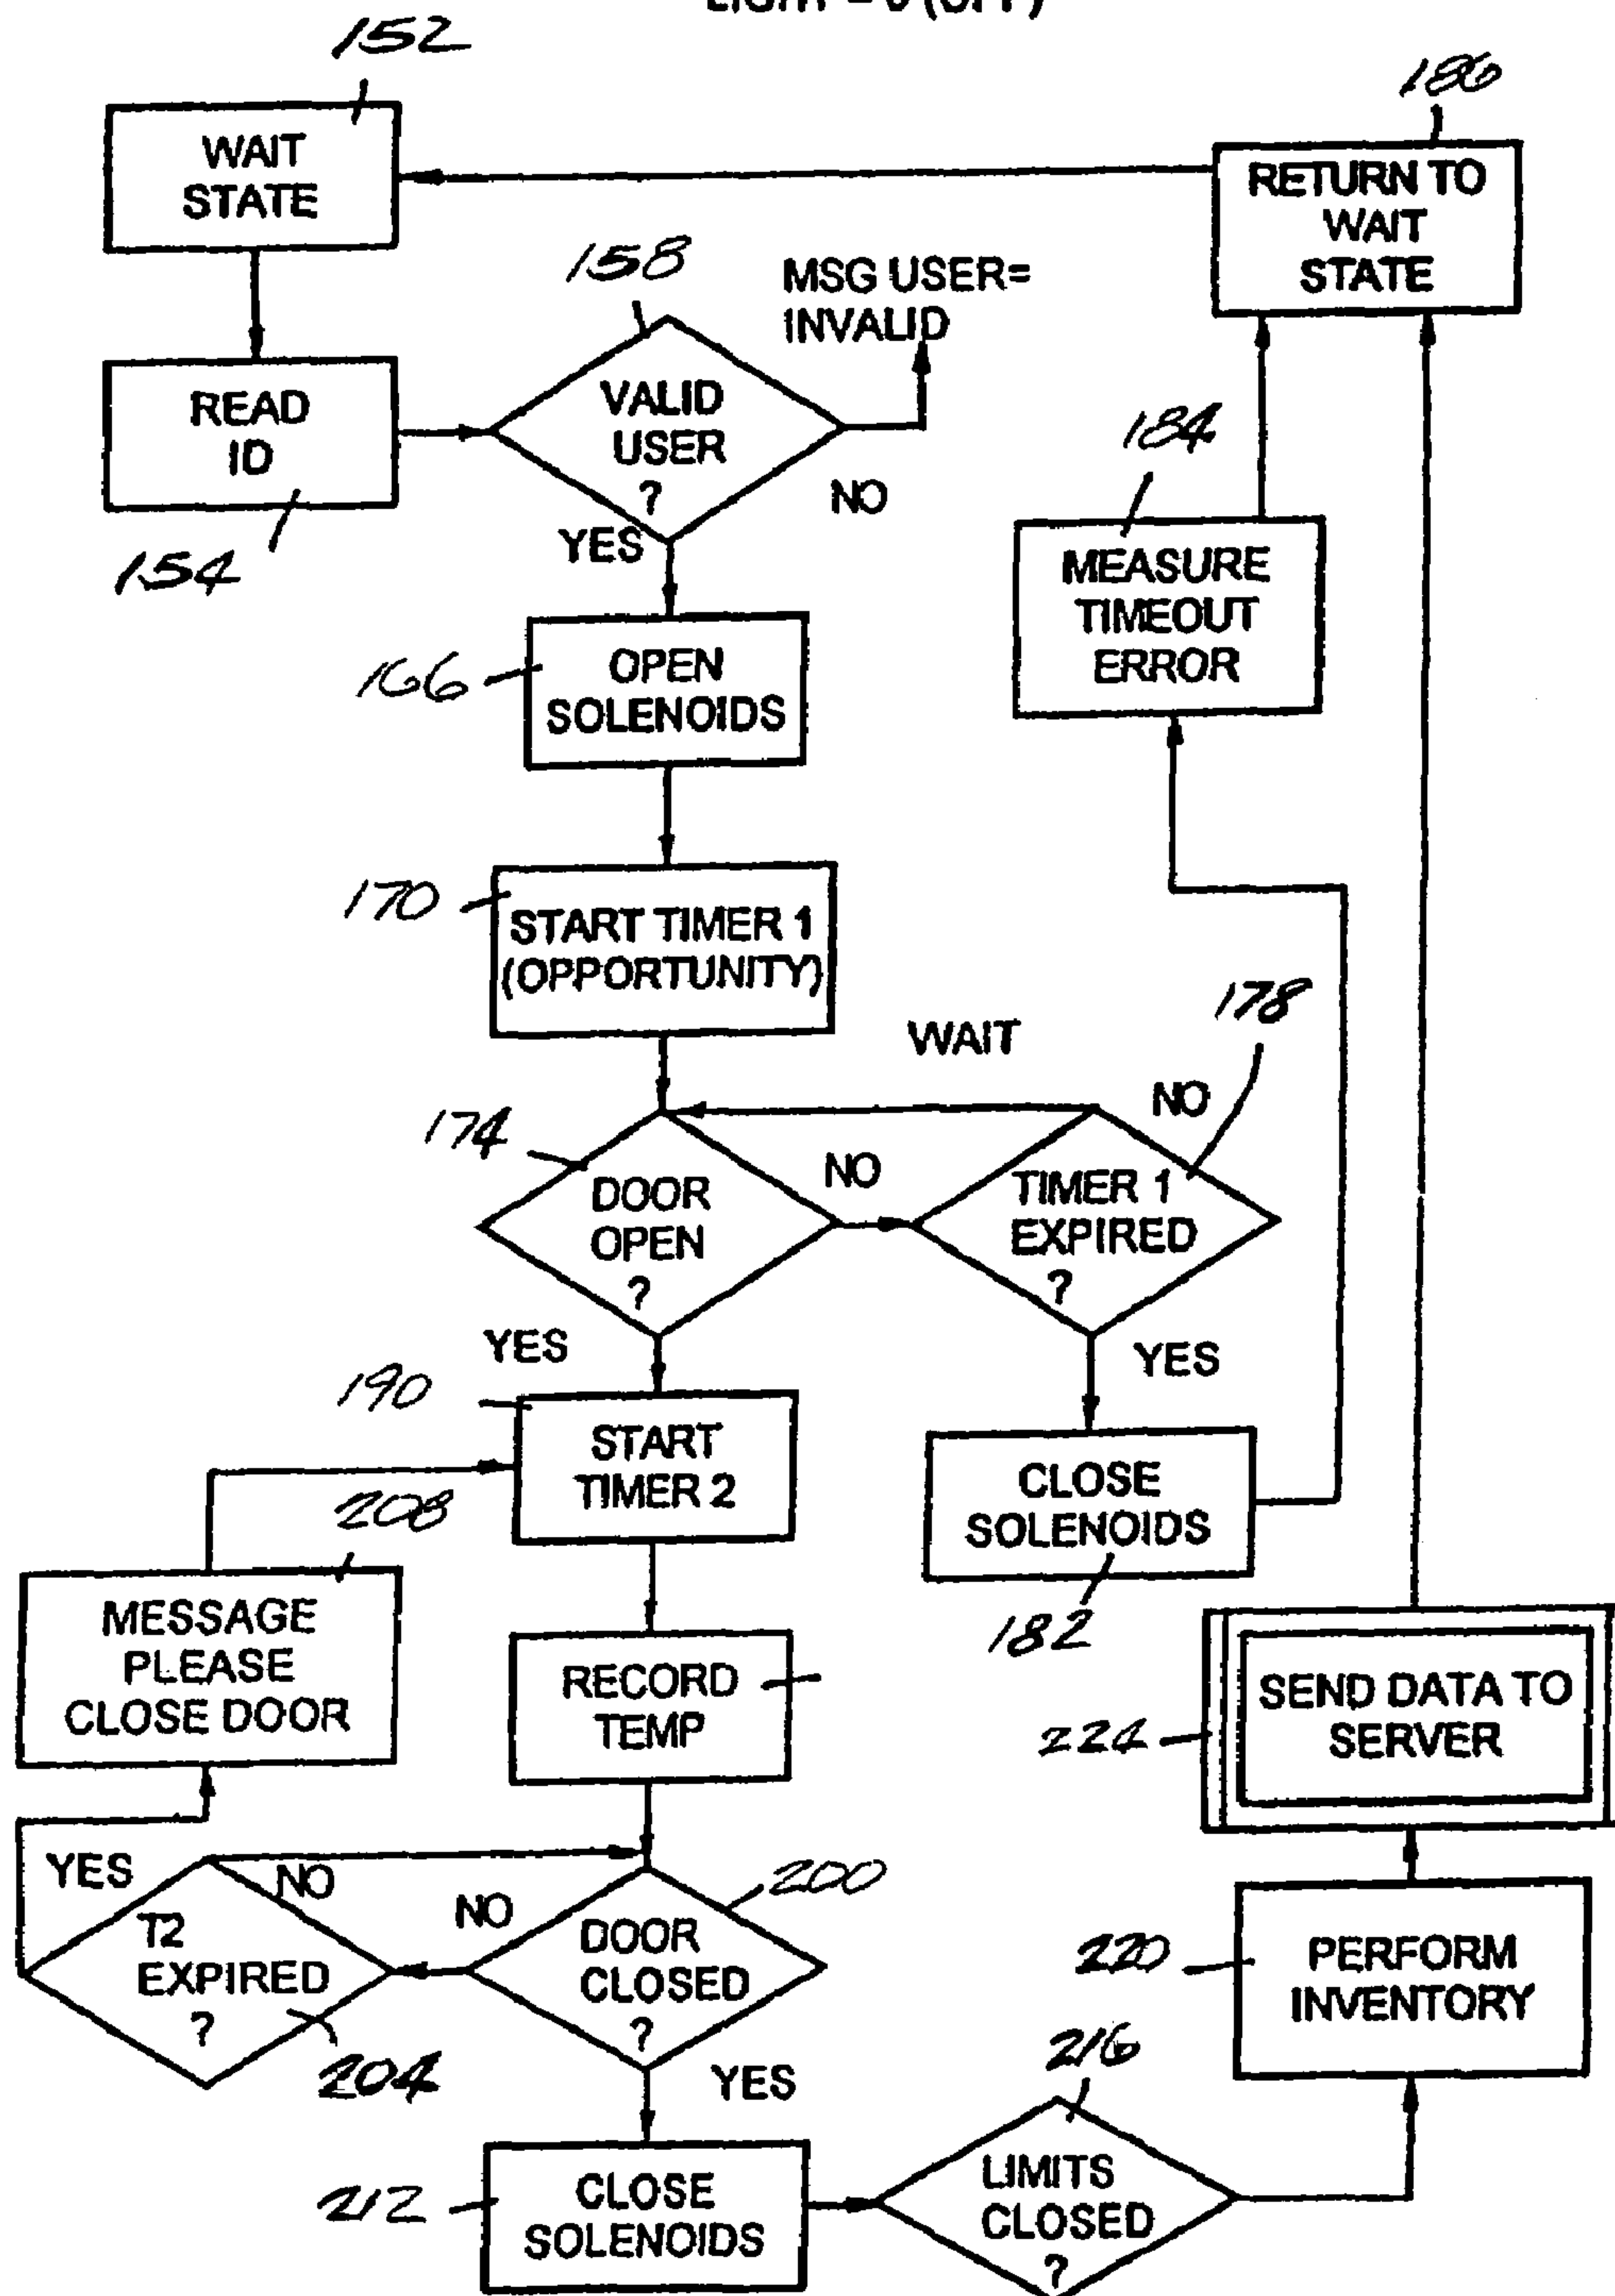 152
186
WAIT
STATE
RETURN TO
WAIT
STATE
158
MSG USER=
INVALID
READ
ID
VALID
USER
?
NO
YES
154
184
MEASURE
TIMEOUT
ERROR
166
OPEN
SOLENOIDS
170
START TIMER 1
(OPPORTUNITY)
WAIT
178
NO
174
DOOR
OPEN
?
NO
TIMER 1
EXPIRED
?
YES
YES
190
START
TIMER 2
CLOSE
SOLENOIDS
182
208
MESSAGE
PLEASE
CLOSE DOOR
RECORD
TEMP
224
SEND DATA TO
SERVER
YES
NO
T2
EXPIRED
?
204
NO
DOOR
CLOSED
?
200
YES
220
PERFORM
INVENTORY
216
212
CLOSE
SOLENOIDS
LIMITS
CLOSED
?